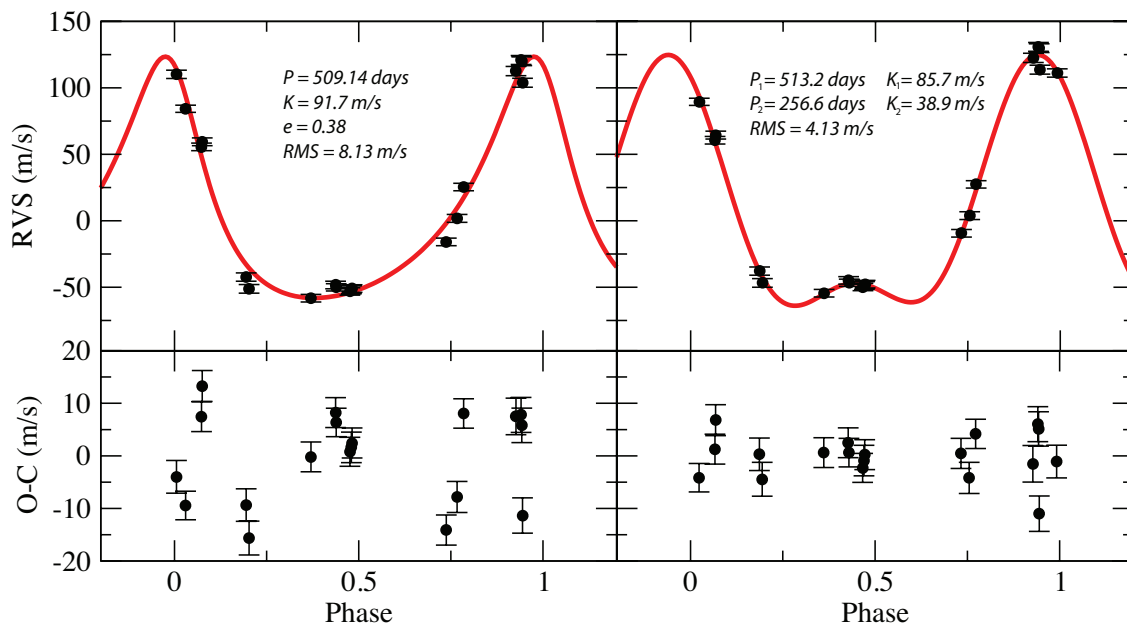 150
100
50
0
-50
20
10
0
-10
-20
RVS (m/s)
O-C (m/s)
P = 509.14 days
K = 91.7 m/s
e = 0.38
RMS = 8.13 m/s
P₁= 513.2 days K₁= 85.7 m/s
P₂= 256.6 days K₂= 38.9 m/s
RMS = 4.13 m/s
0 0.5 1 0 0.5 1
Phase Phase